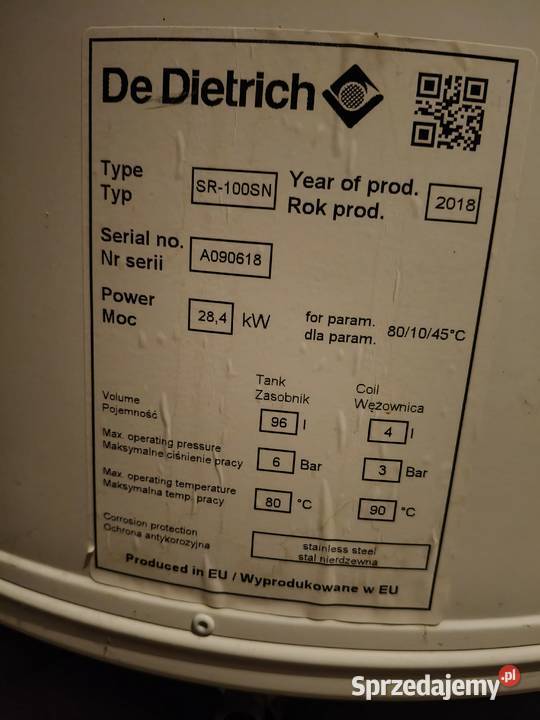 De Dietrich
Type
Typ
SR-100SN
Year of prod.
Rok prod.
2018
Serial no.
Nr serii
A090618
Power
Moc
28,4 kW
for param.
dla param.
80/10/45°C
Tank
Zasobnik
Coil
Wężownica
Volume
Pojemność
96 l
4 l
Max. operating pressure
Maksymalne ciśnienie pracy
6 Bar
3 Bar
Max. operating temperature
Maksymalna temp. pracy
80 °C
90 °C
Corrosion protection
Ochrona antykorozyjna
stainless steel
stal nierdzewna
Produced in EU / Wyprodukowane w EU
Sprzedajemy.pl